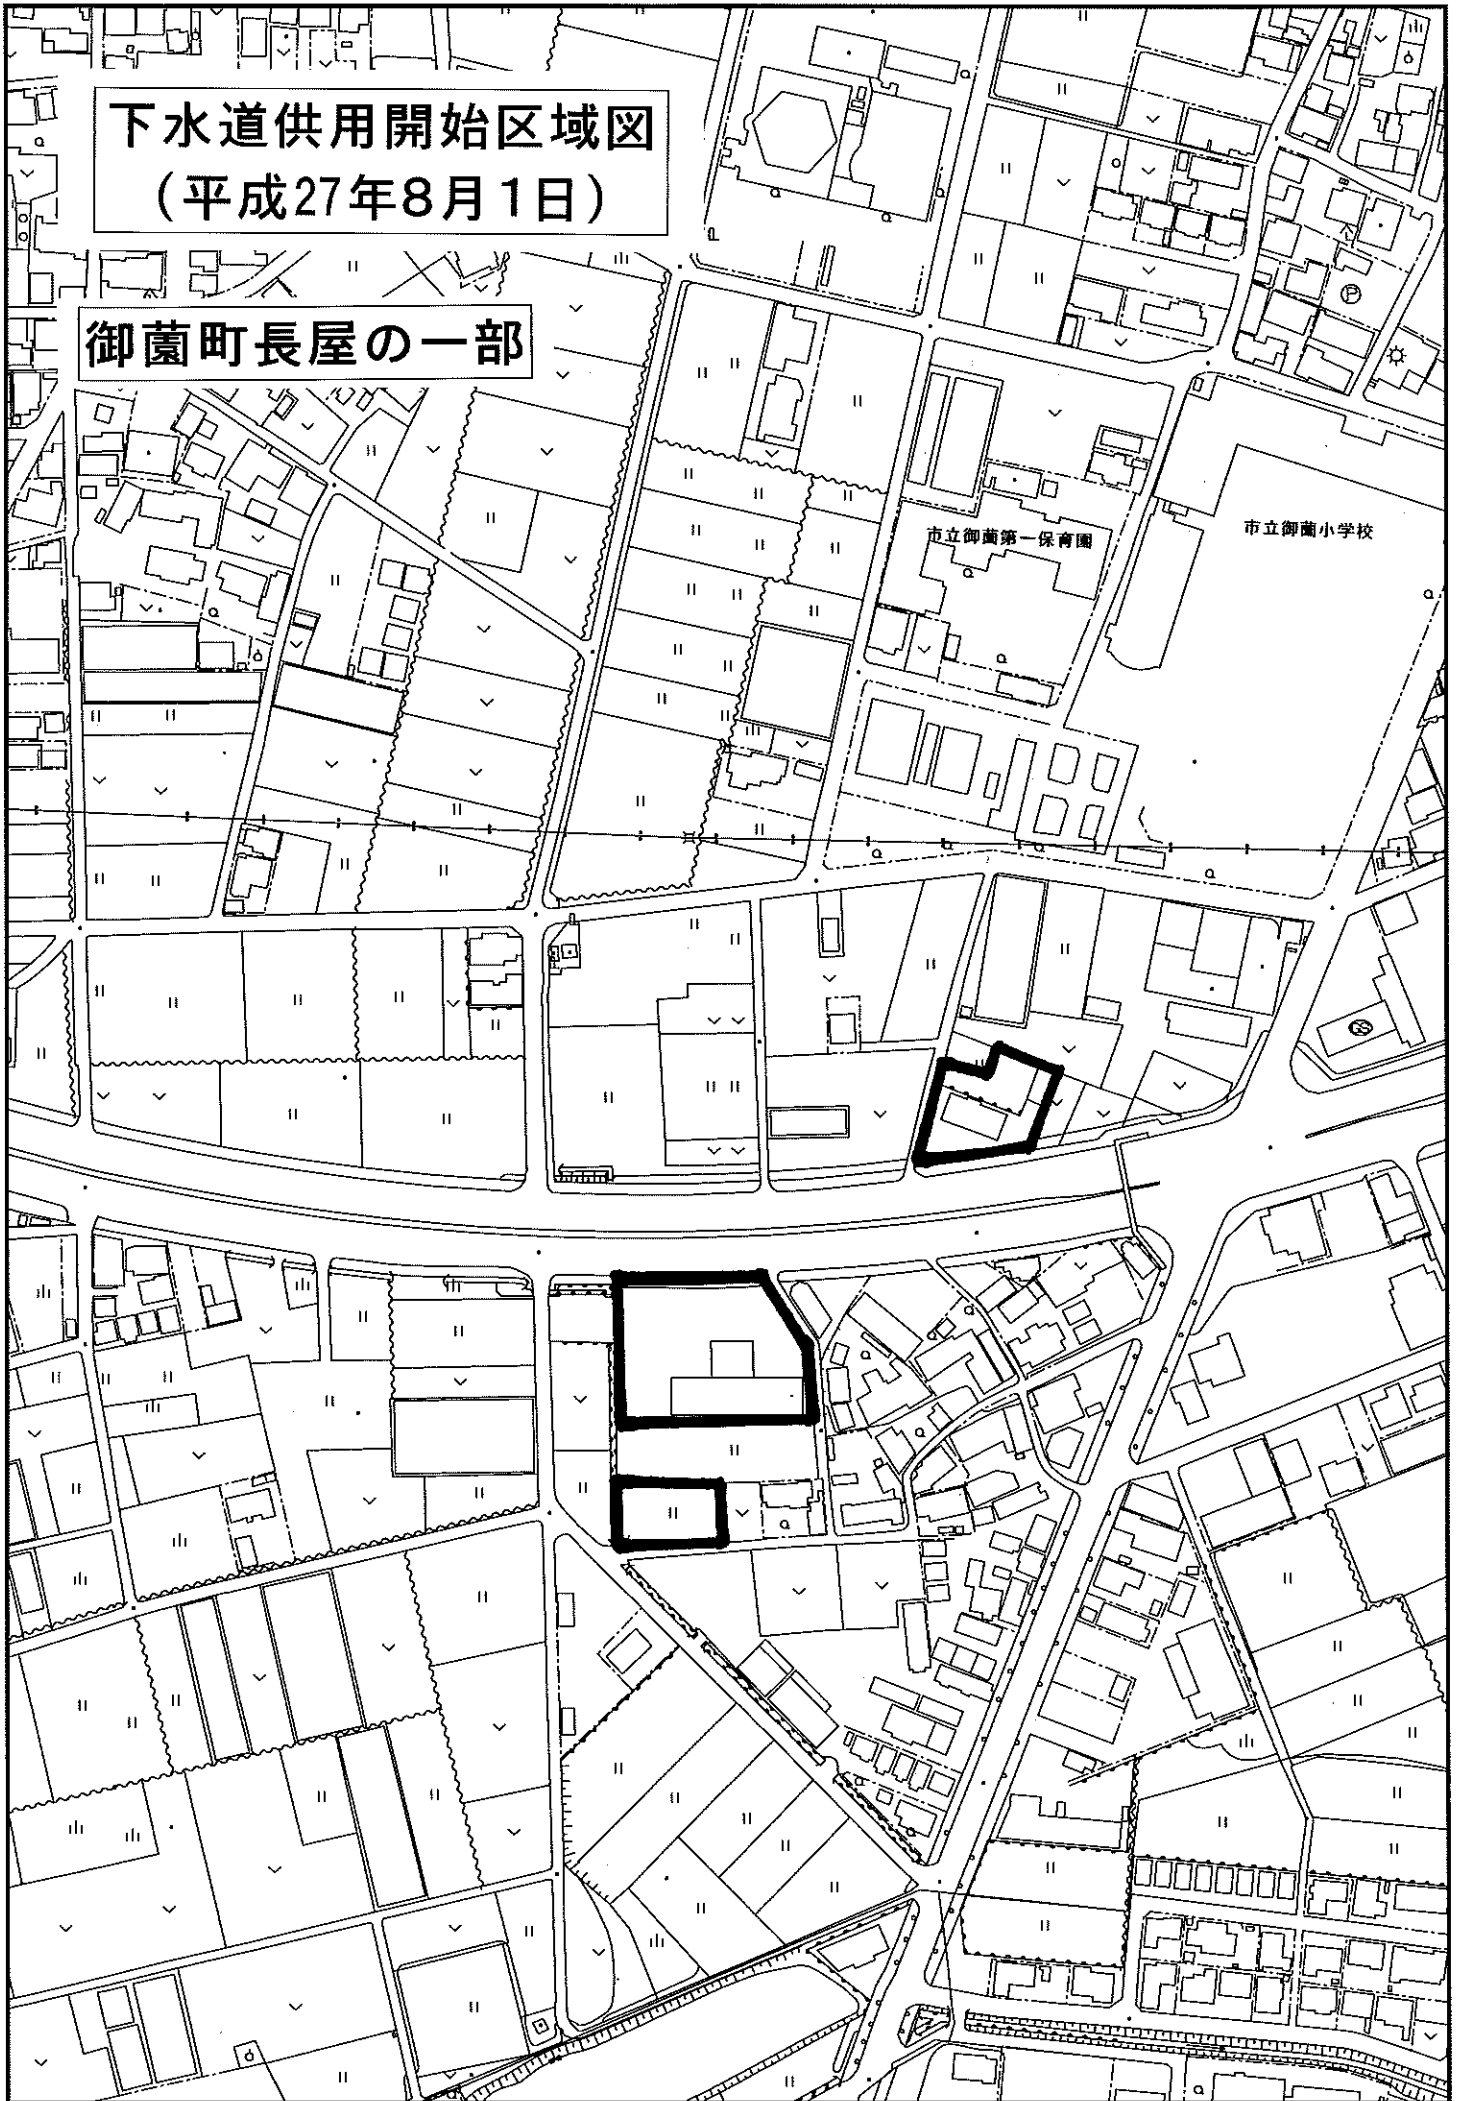 下水道供用開始区域図
(平成27年8月1日)
御薗町長屋の一部
市立御薗第一保育園
市立御薗小学校